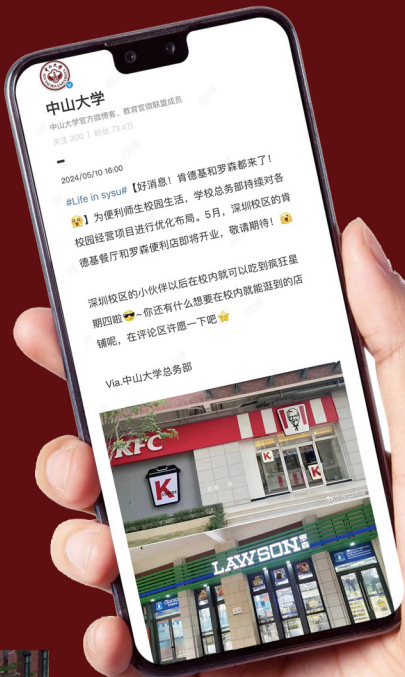 中山大学
中山大学官方微博客、教育官微联盟成员
关注 200 | 粉丝 73.4万
2024/05/10 16:00
#Life in sysu#【好消息！肯德基和罗森都来了！
】为便利师生校园生活，学校总务部持续对各
校园经营项目进行优化布局。5月，深圳校区的肯
德基餐厅和罗森便利店即将开业，敬请期待！
深圳校区的小伙伴以后在校内就可以吃到疯狂星
期四啦~你还有什么想要在校内就能逛到的店
铺呢，在评论区许愿一下吧
Via.中山大学总务部
KFC
K
K
K
LAWSON